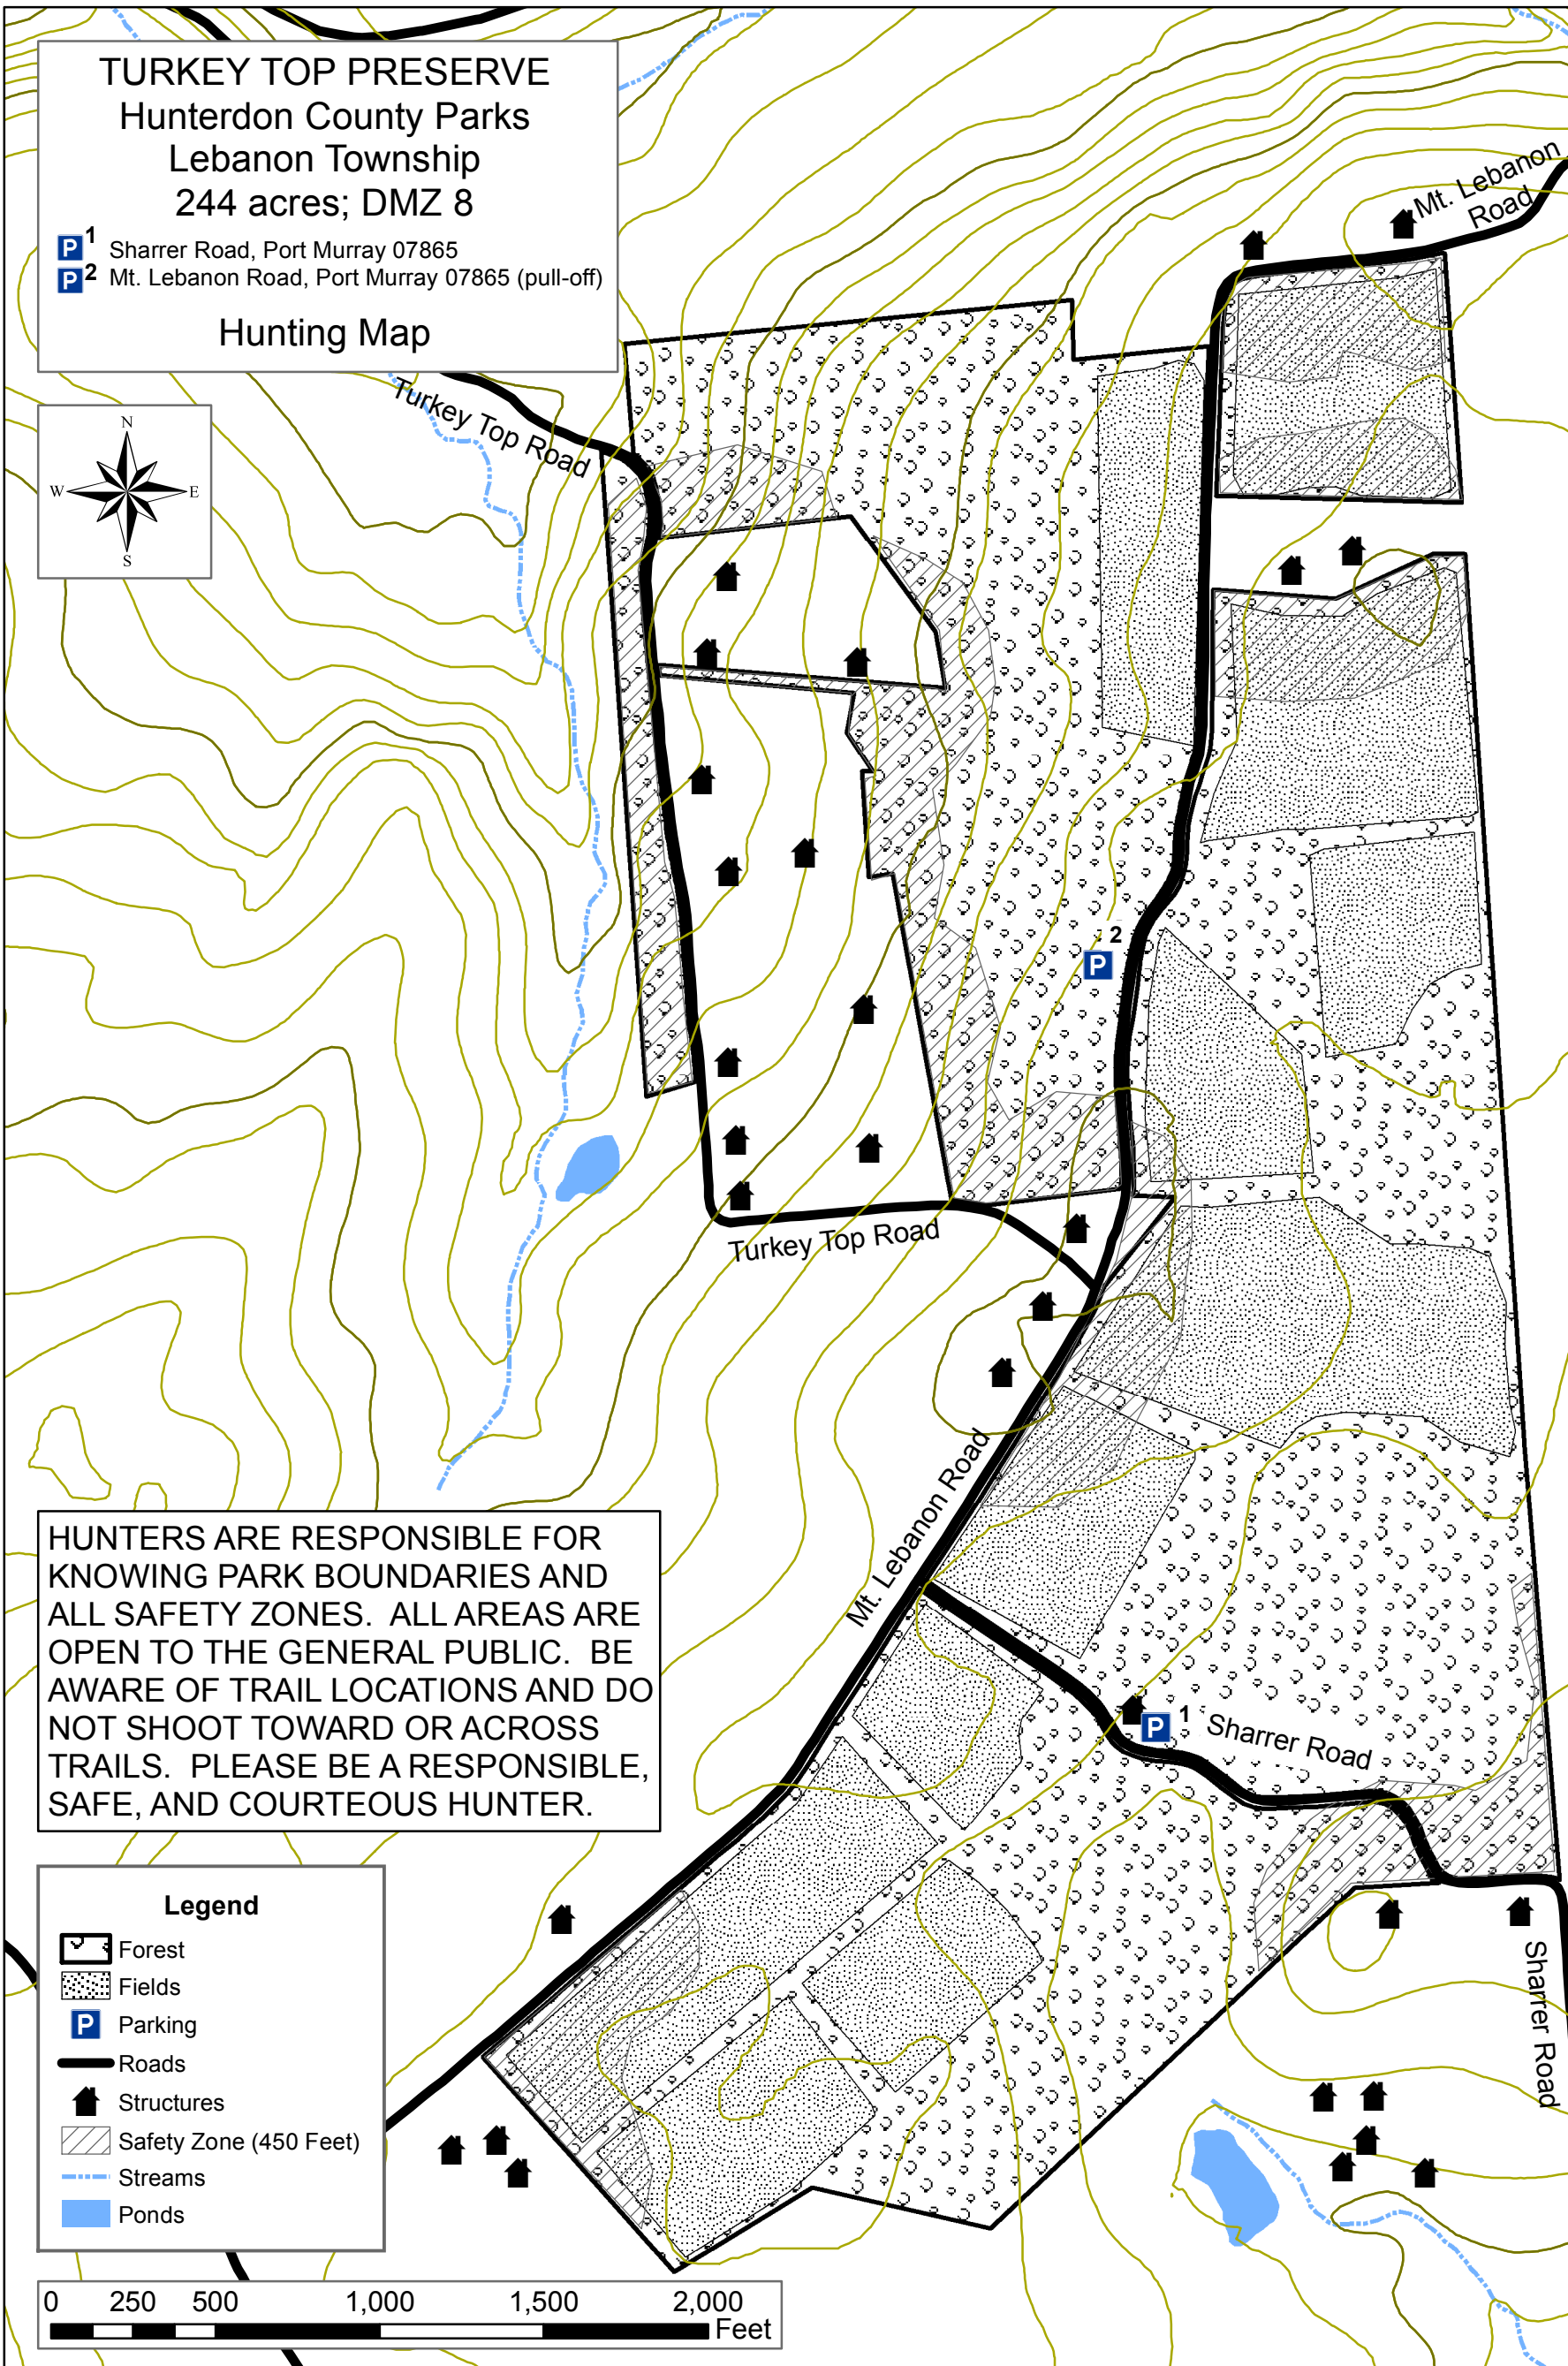 TURKEY TOP PRESERVE
Hunterdon County Parks
Lebanon Township
244 acres; DMZ 8
P 1 Sharrer Road, Port Murray 07865
P 2 Mt. Lebanon Road, Port Murray 07865 (pull-off)
Hunting Map
Mt. Lebanon
Road
Turkey Top Road
N
W E
S
2
P
Turkey Top Road
Mt. Lebanon Road
P 1
Sharrer Road
Sharrer Road
HUNTERS ARE RESPONSIBLE FOR
KNOWING PARK BOUNDARIES AND
ALL SAFETY ZONES. ALL AREAS ARE
OPEN TO THE GENERAL PUBLIC. BE
AWARE OF TRAIL LOCATIONS AND DO
NOT SHOOT TOWARD OR ACROSS
TRAILS. PLEASE BE A RESPONSIBLE,
SAFE, AND COURTEOUS HUNTER.
Legend
Forest
Fields
P Parking
Roads
Structures
Safety Zone (450 Feet)
Streams
Ponds
0 250 500 1,000 1,500 2,000
Feet